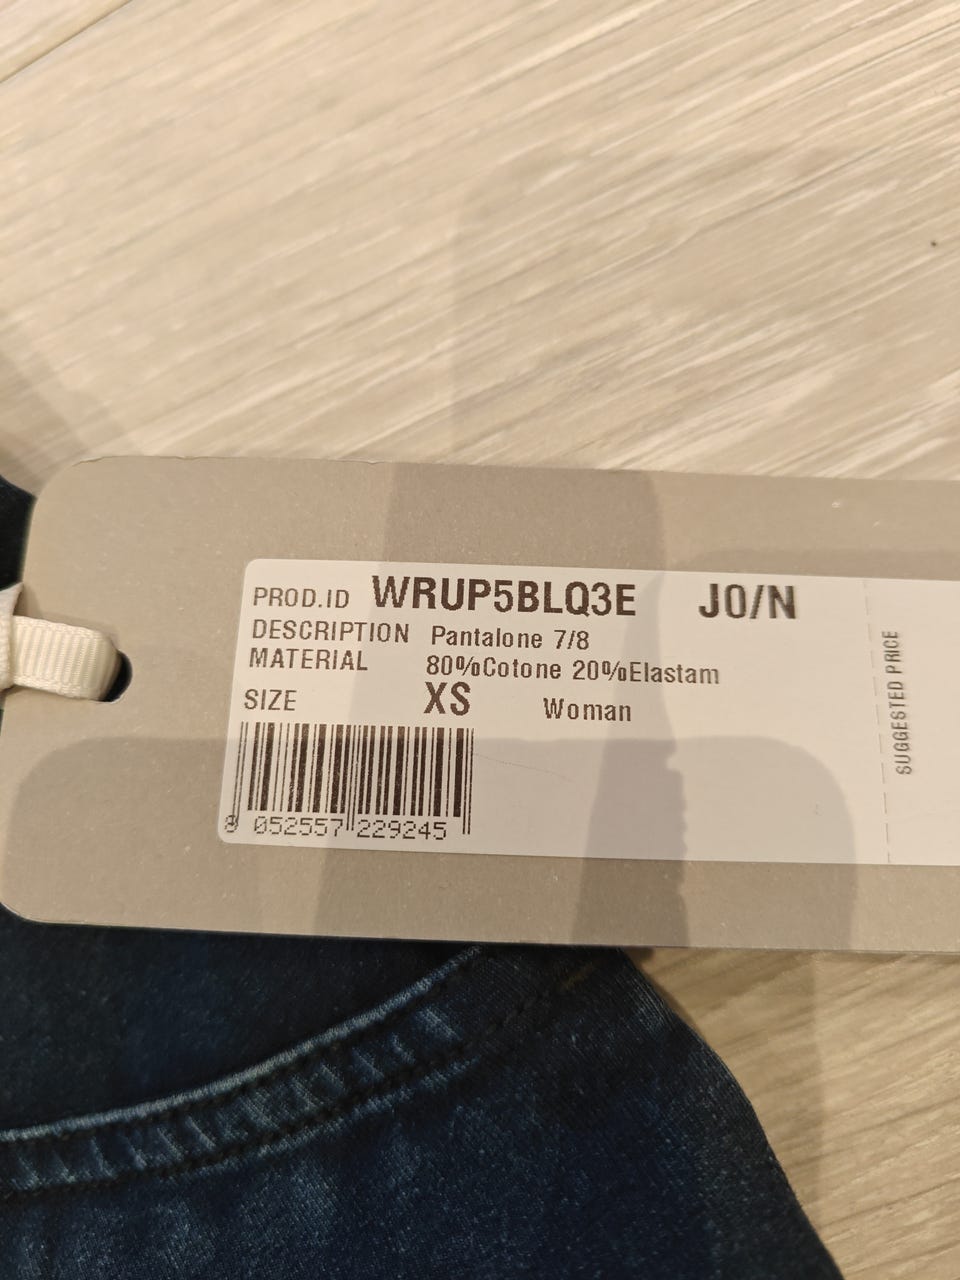 PROD.ID WRUP5BLQ3E JO/N
DESCRIPTION Pantalone 7/8
MATERIAL 80%Cotone 20%Elastam
SIZE XS Woman
8 052557 229245
SUGGESTED PRICE